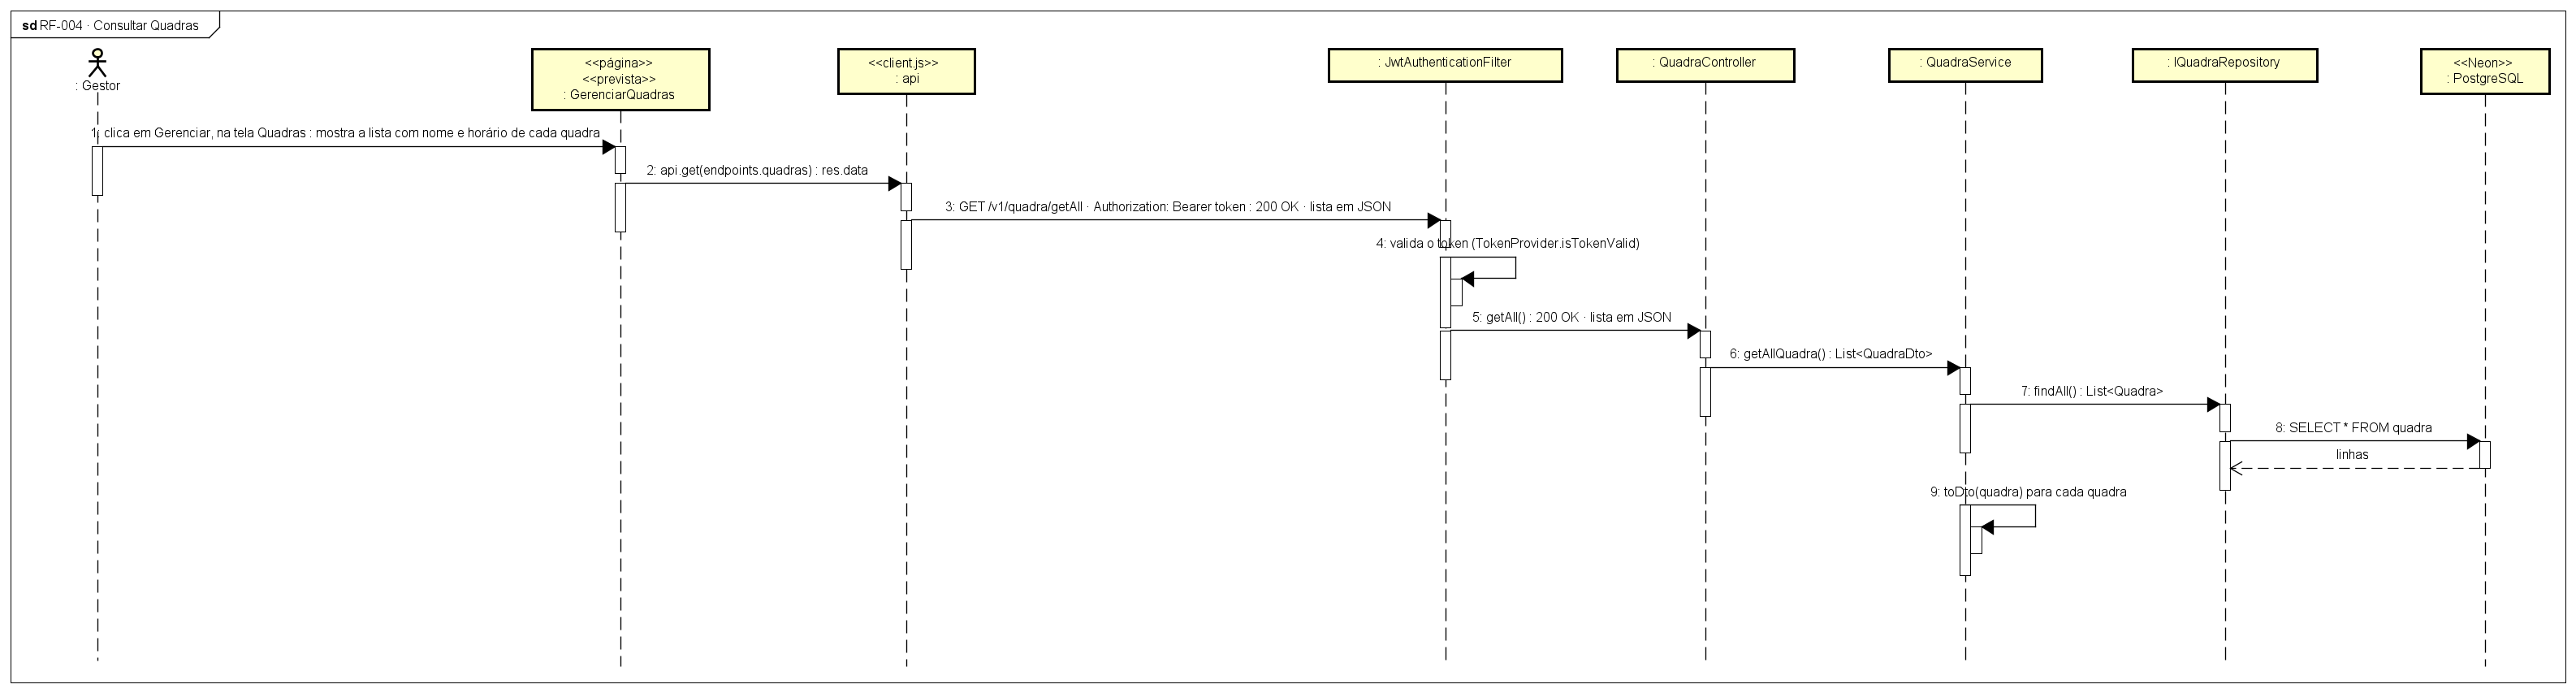 sd RF-004 · Consultar Quadras
: Gestor
<<página>>
<<prevista>>
: GerenciarQuadras
<<client.js>>
: api
: JwtAuthenticationFilter
: QuadraController
: QuadraService
: IQuadraRepository
<<Neon>>
: PostgreSQL
1: clica em Gerenciar, na tela Quadras : mostra a lista com nome e horário de cada quadra
2: api.get(endpoints.quadras) : res.data
3: GET /v1/quadra/getAll · Authorization: Bearer token : 200 OK · lista em JSON
4: valida o token (TokenProvider.isTokenValid)
5: getAll() : 200 OK · lista em JSON
6: getAllQuadra() : List<QuadraDto>
7: findAll() : List<Quadra>
8: SELECT * FROM quadra
linhas
9: toDto(quadra) para cada quadra